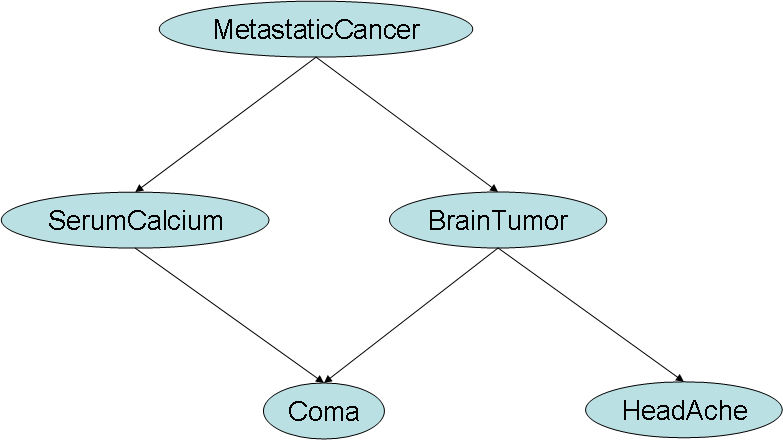 MetastaticCancer
SerumCalcium
BrainTumor
Coma
HeadAche